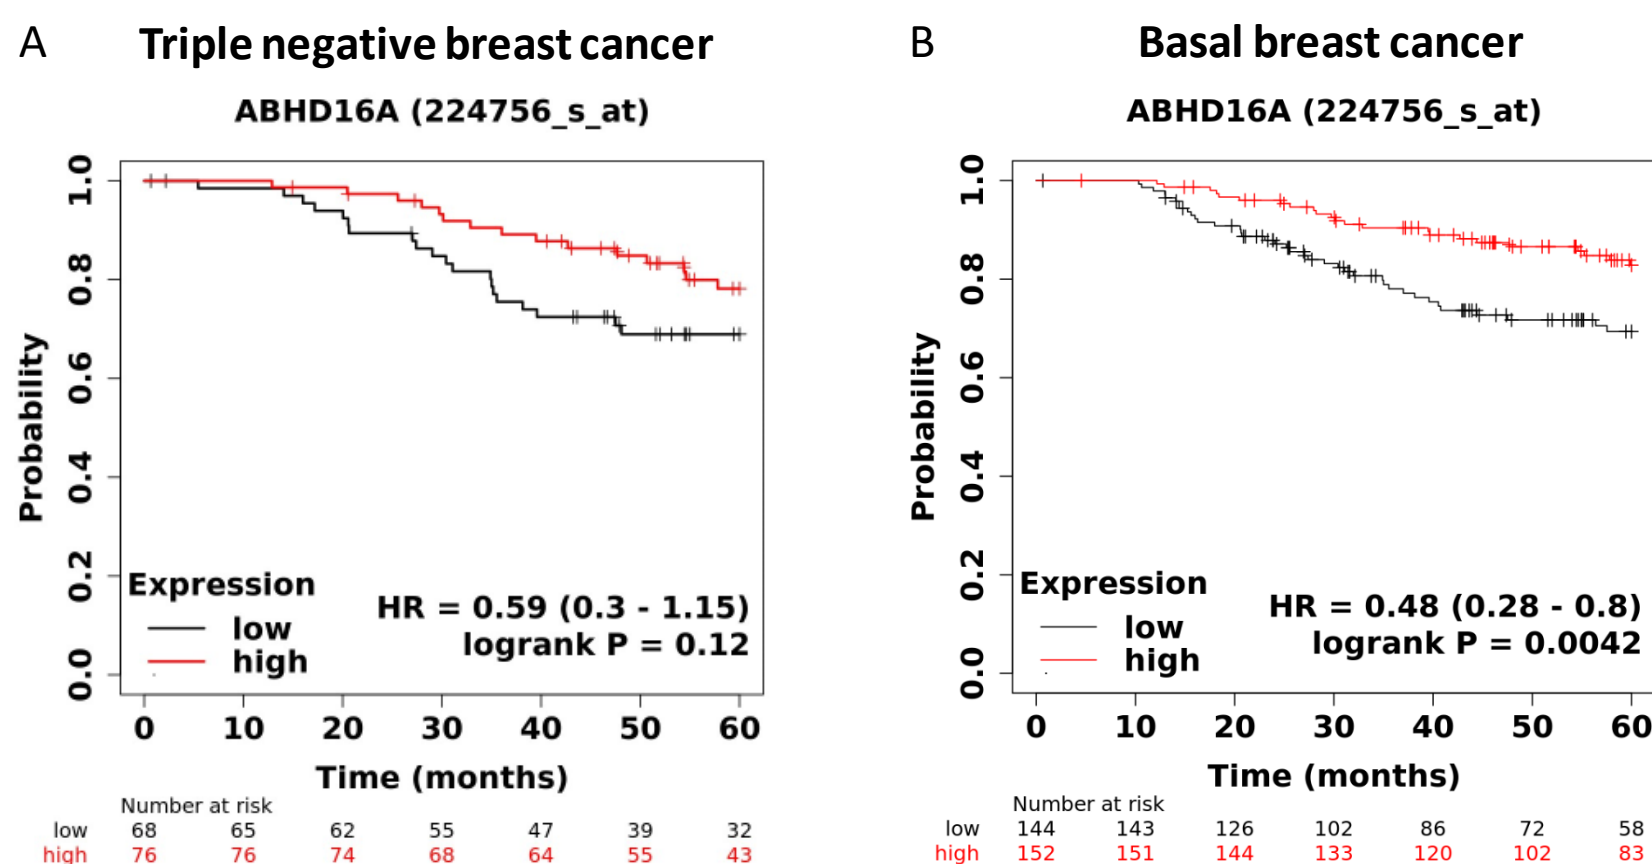 A
Triple negative breast cancer
ABHD16A (224756_s_at)
Probability
1.0
0.8
0.6
0.4
0.2
0.0
Expression
low
high
HR = 0.59 (0.3 - 1.15)
logrank P = 0.12
0 10 20 30 40 50 60
Time (months)
Number at risk
low 68 65 62 55 47 39 32
high 76 76 74 68 64 55 43
B
Basal breast cancer
ABHD16A (224756_s_at)
Probability
1.0
0.8
0.6
0.4
0.2
0.0
Expression
low
high
HR = 0.48 (0.28 - 0.8)
logrank P = 0.0042
0 10 20 30 40 50 60
Time (months)
Number at risk
low 144 143 126 102 86 72 58
high 152 151 144 133 120 102 83